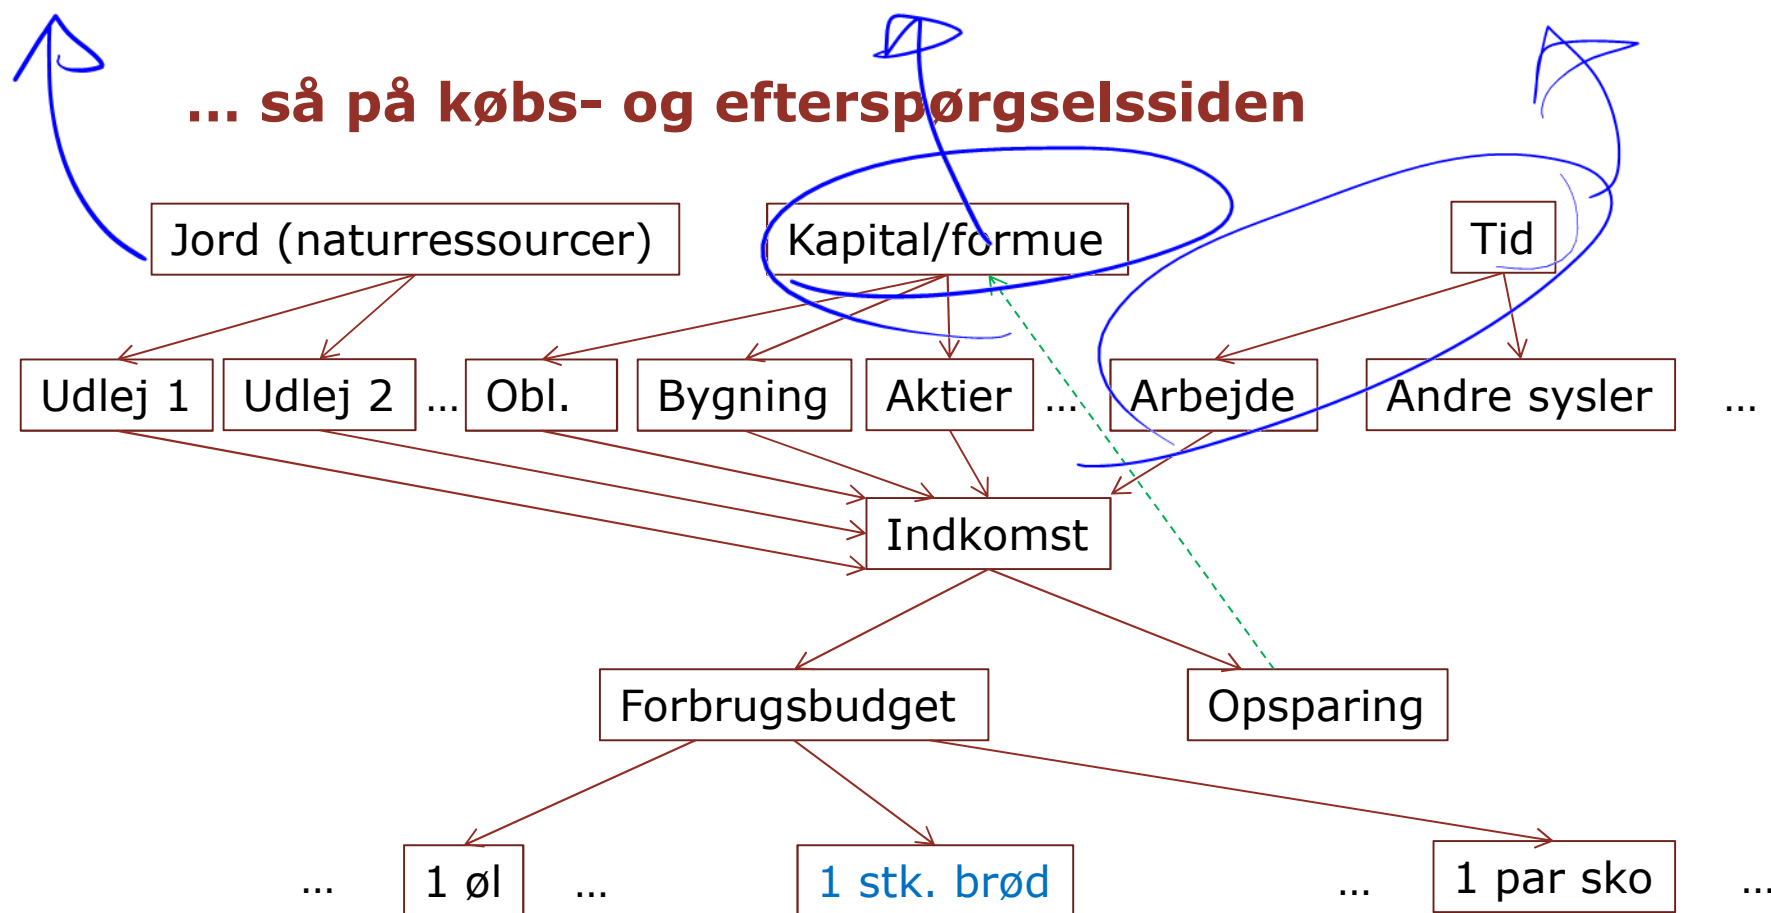 ... så på købs- og efterspørgselssiden
Jord (naturressourcer) Kapital/formue Tid
Udlej 1 Udlej 2 ... Obl. Bygning Aktier ... Arbejde Andre sysler ...
Indkomst
Forbrugsbudget Opsparing
... 1 øl ... 1 stk. brød ... 1 par sko ...